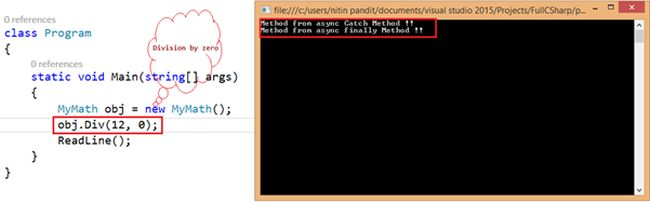 0 references
class Program
{
0 references
static void Main(string[] args)
{
MyMath obj = new MyMath();
obj.Div(12, 0);
ReadLine();
}
}
Division by zero
file:///c:/users/nitin pandit/documents/visual studio 2015/Projects/FullCSharp/p...
Method from async Catch Method !!
Method from async finally Method !!